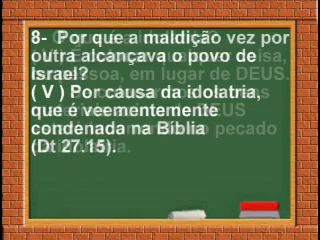 8- Por que a maldição vez por
outra alcançava o povo de
Israel?
( V ) Por causa da idolatria,
que é veementemente
condenada na Bíblia
(Dt 27.15).